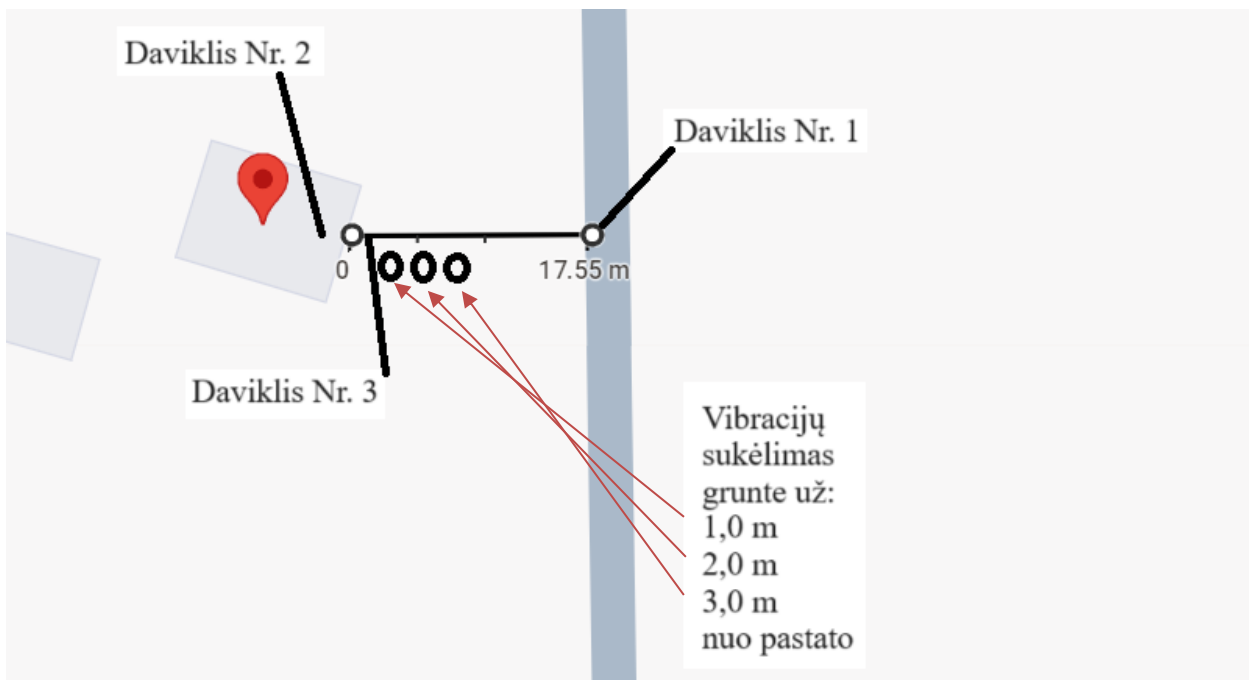 Daviklis Nr. 2
Daviklis Nr. 1
0
17.55 m
Daviklis Nr. 3
Vibracijų
sukėlimas
grunte už:
1,0 m
2,0 m
3,0 m
nuo pastato